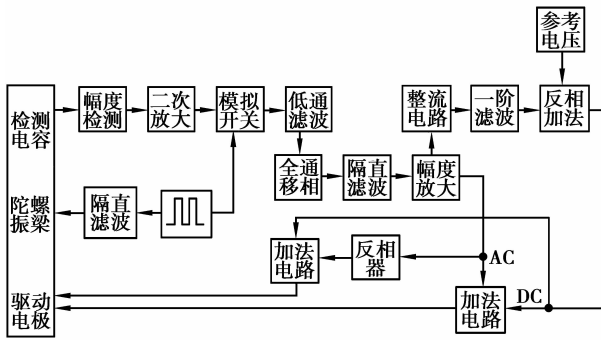 参考
电压
检测
电容
幅度
检测
二次
放大
模拟
开关
低通
滤波
整流
电路
一阶
滤波
反相
加法
全通
移相
隔直
滤波
幅度
放大
陀螺
振梁
隔直
滤波
加法
电路
反相
器
AC
驱动
电极
加法
电路
DC